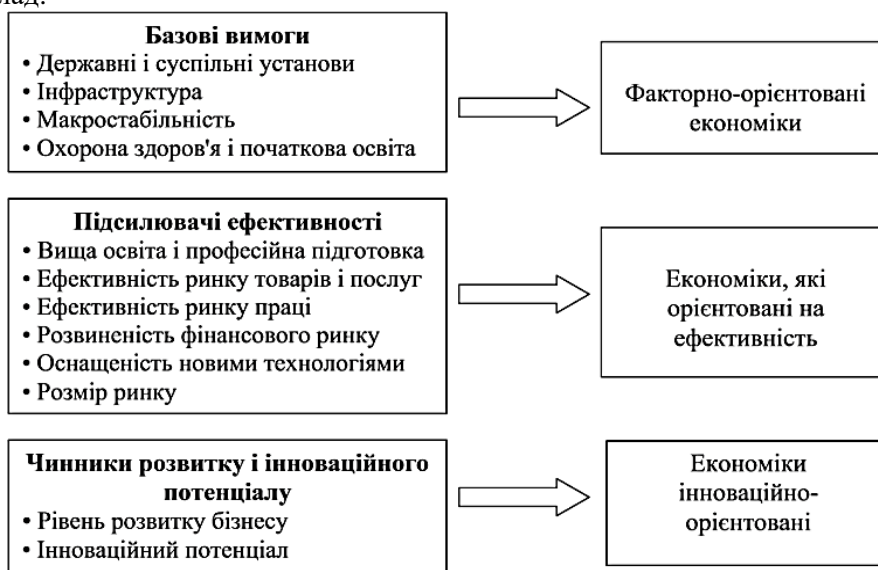 Базові вимоги
• Державні і суспільні установи
• Інфраструктура
• Макростабільність
• Охорона здоров'я і початкова освіта
Факторно-орієнтовані
економіки
Підсилювачі ефективності
• Вища освіта і професійна підготовка
• Ефективність ринку товарів і послуг
• Ефективність ринку праці
• Розвиненість фінансового ринку
• Оснащеність новими технологіями
• Розмір ринку
Економіки, які
орієнтовані на
ефективність
Чинники розвитку і інноваційного
потенціалу
• Рівень розвитку бізнесу
• Інноваційний потенціал
Економіки
інноваційно-
орієнтовані